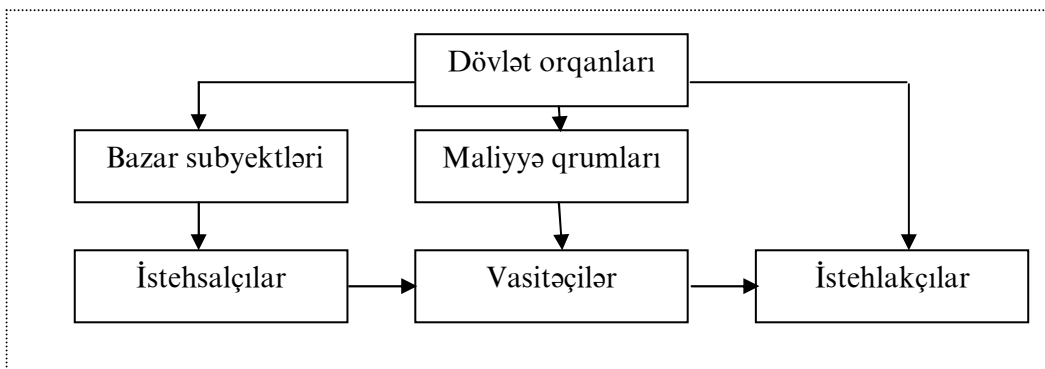 Dövlət orqanları
Bazar subyektləri
Maliyyə qrumları
İstehsalçılar
Vasitəçilər
İstehlakçılar